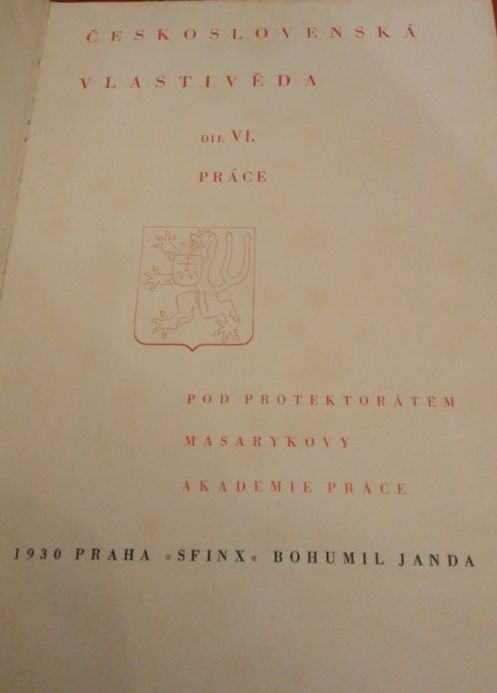 ČESKOSLOVENSKÁ
VLASTIVĚDA
DÍL VI.
PRÁCE
POD PROTEKTORÁTEM
MASARYKOVY
AKADEMIE PRÁCE
1930 PRAHA »SFINX« BOHUMIL JANDA